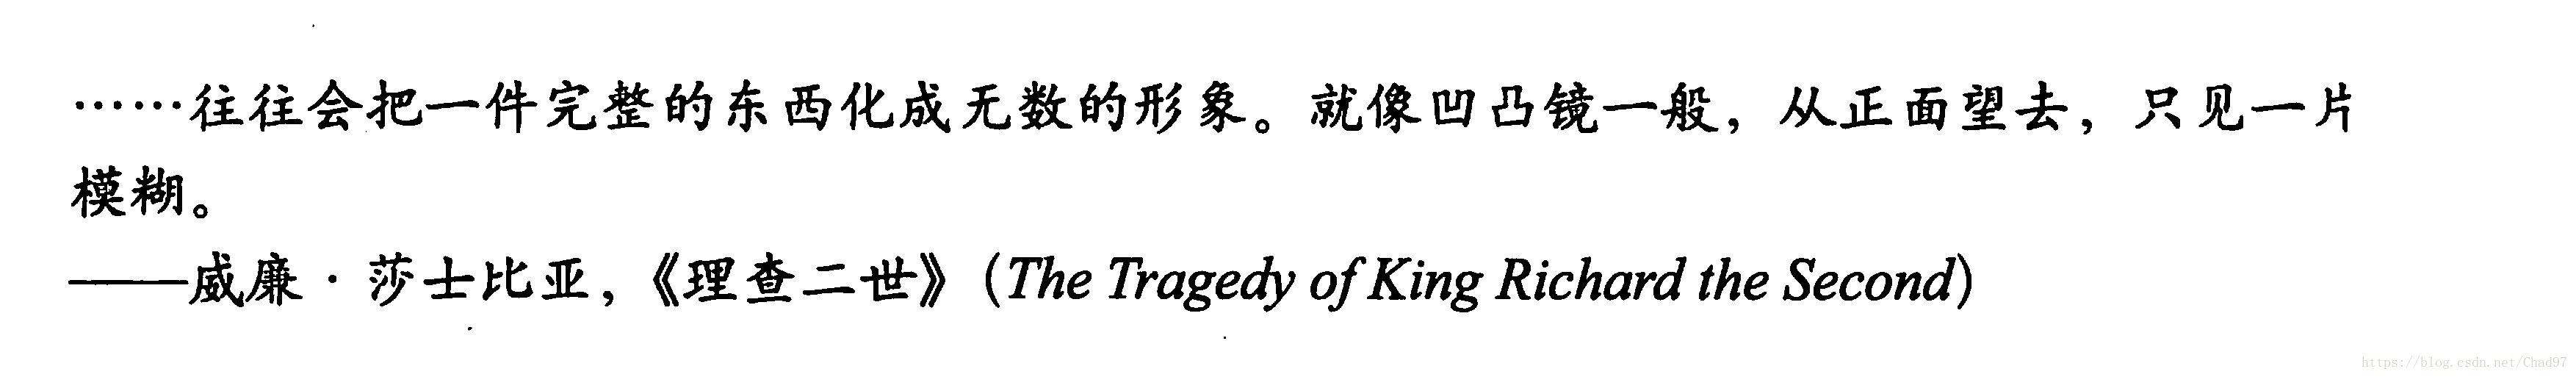 ……往往会把一件完整的东西化成无数的形象。就像凹凸镜一般，从正面望去，只见一片
模糊。
——威廉·莎士比亚，《理查二世》（The Tragedy of King Richard the Second）
https://blog.csdn.net/Chad97